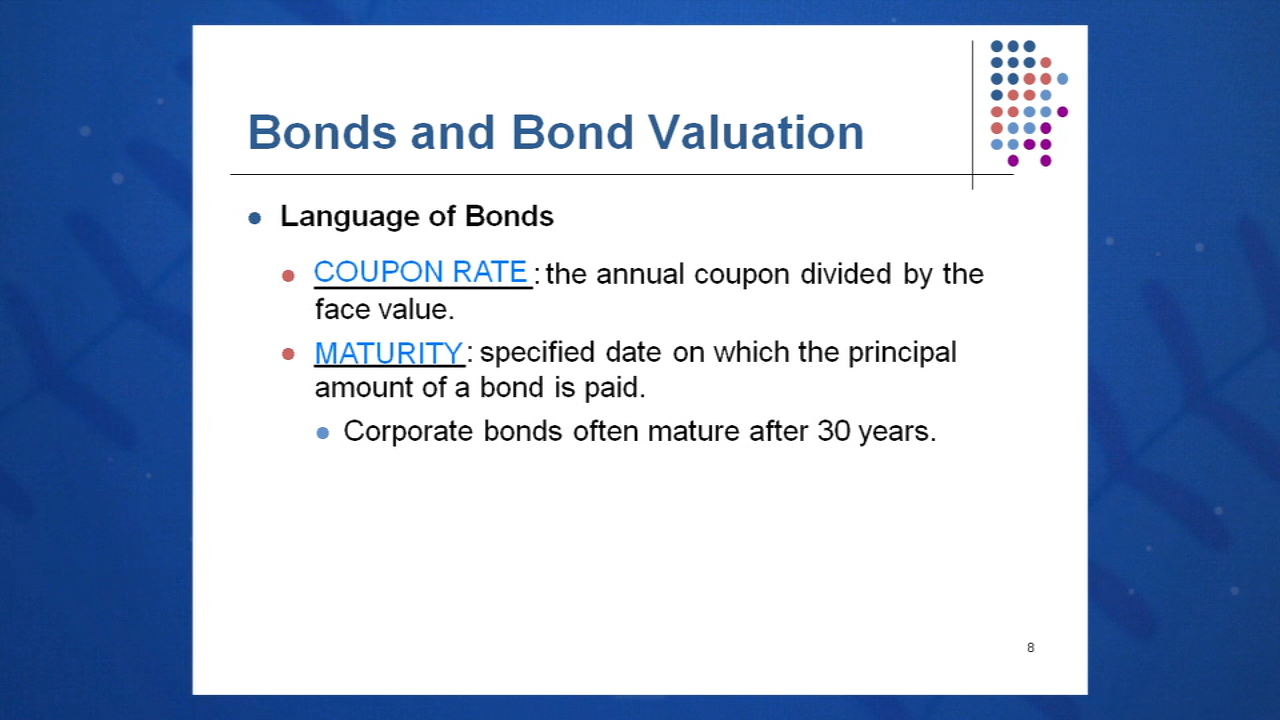 Bonds and Bond Valuation
Language of Bonds
COUPON RATE: the annual coupon divided by the
face value.
MATURITY: specified date on which the principal
amount of a bond is paid.
Corporate bonds often mature after 30 years.
8